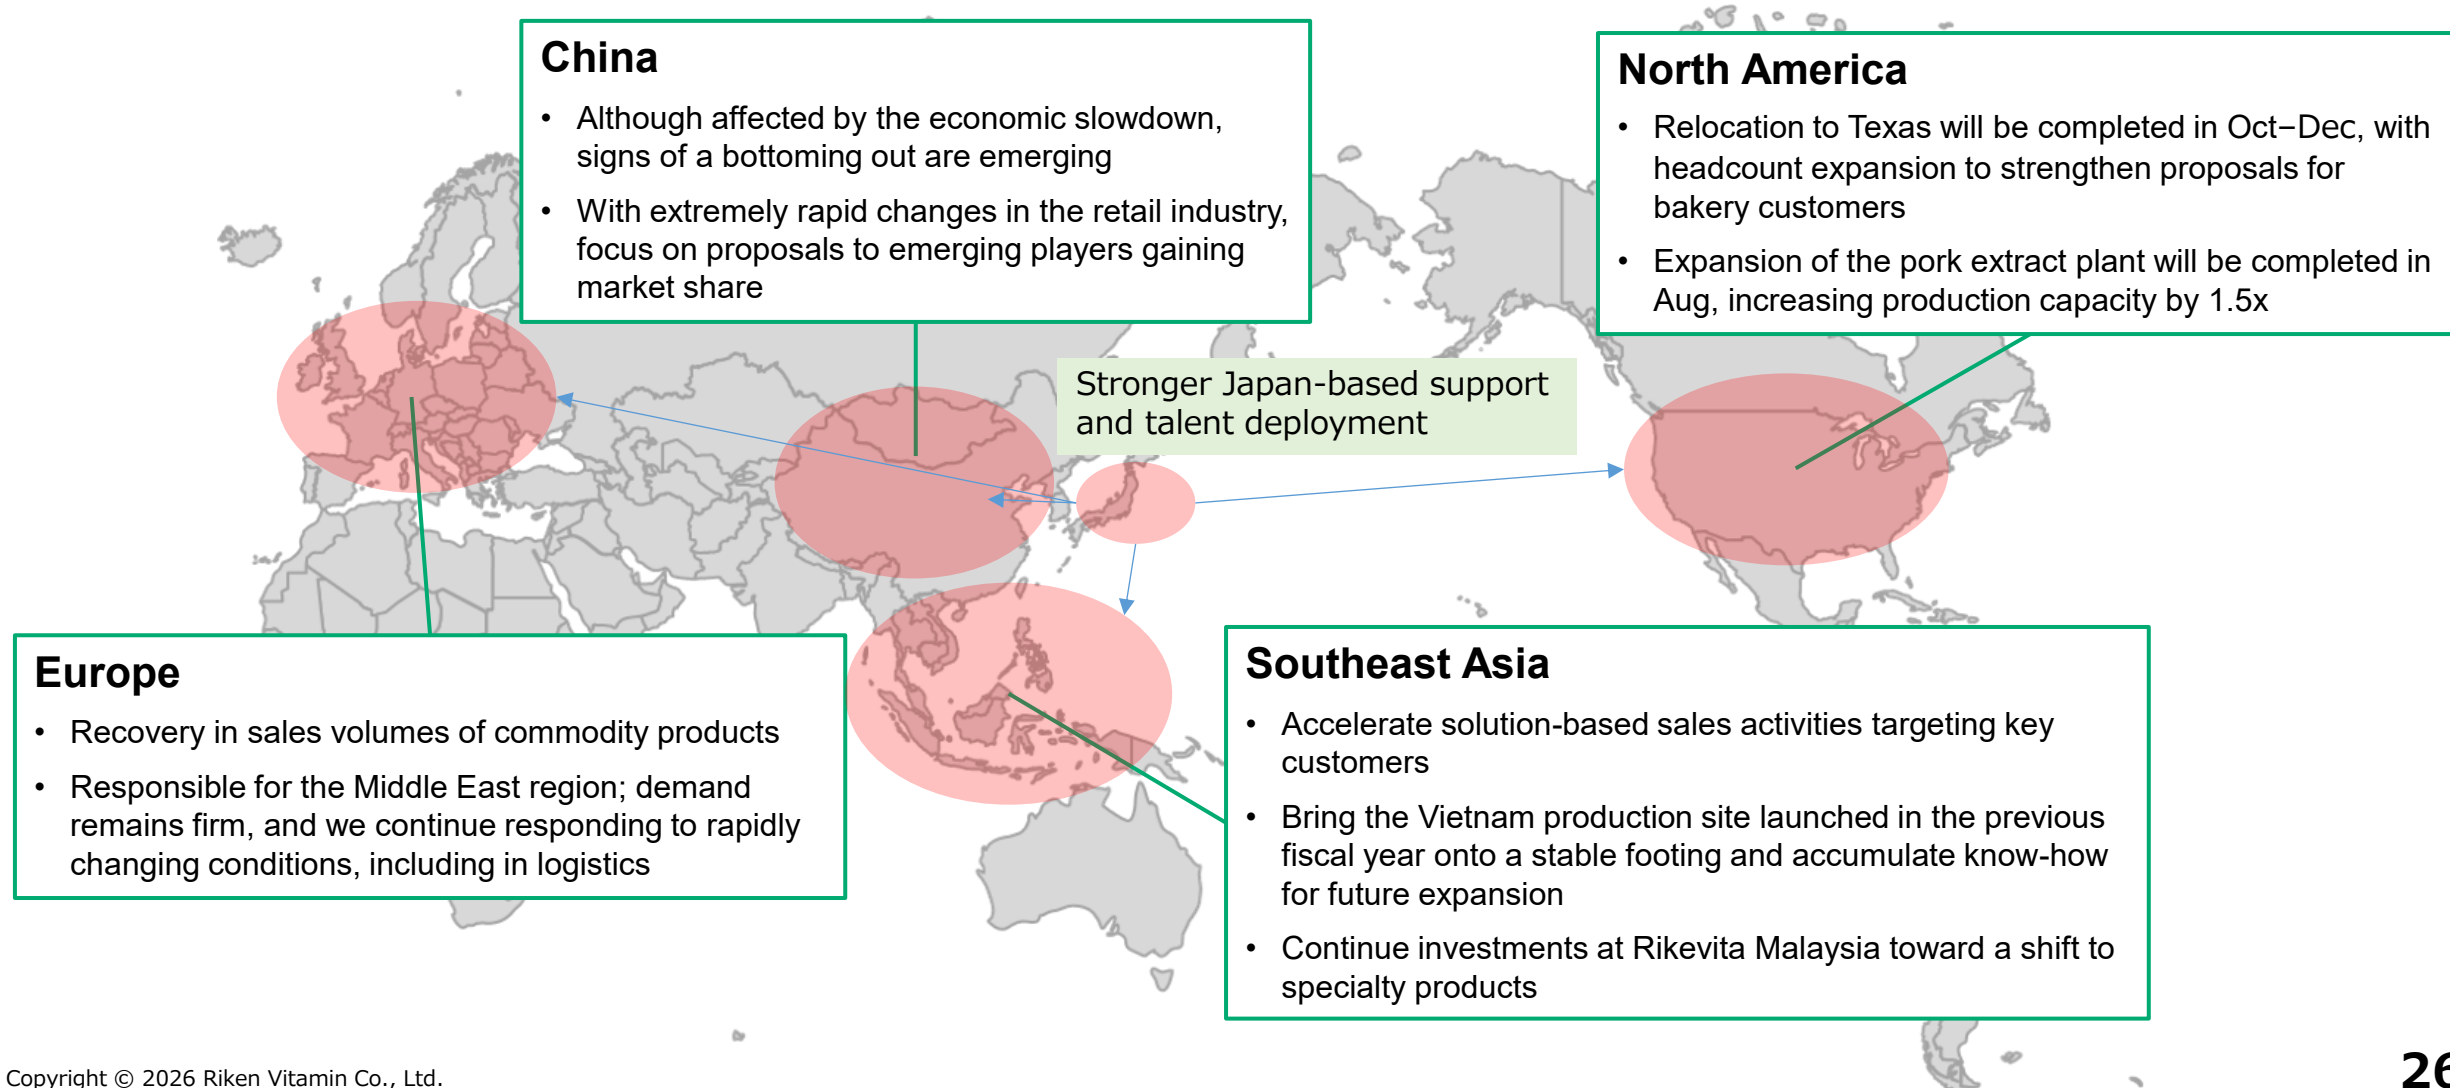 China
• Although affected by the economic slowdown,
signs of a bottoming out are emerging
• With extremely rapid changes in the retail industry,
focus on proposals to emerging players gaining
market share
North America
• Relocation to Texas will be completed in Oct–Dec, with
headcount expansion to strengthen proposals for
bakery customers
• Expansion of the pork extract plant will be completed in
Aug, increasing production capacity by 1.5x
Stronger Japan-based support
and talent deployment
Europe
• Recovery in sales volumes of commodity products
• Responsible for the Middle East region; demand
remains firm, and we continue responding to rapidly
changing conditions, including in logistics
Southeast Asia
• Accelerate solution-based sales activities targeting key
customers
• Bring the Vietnam production site launched in the previous
fiscal year onto a stable footing and accumulate know-how
for future expansion
• Continue investments at Rikevita Malaysia toward a shift to
specialty products
Copyright © 2026 Riken Vitamin Co., Ltd.
26